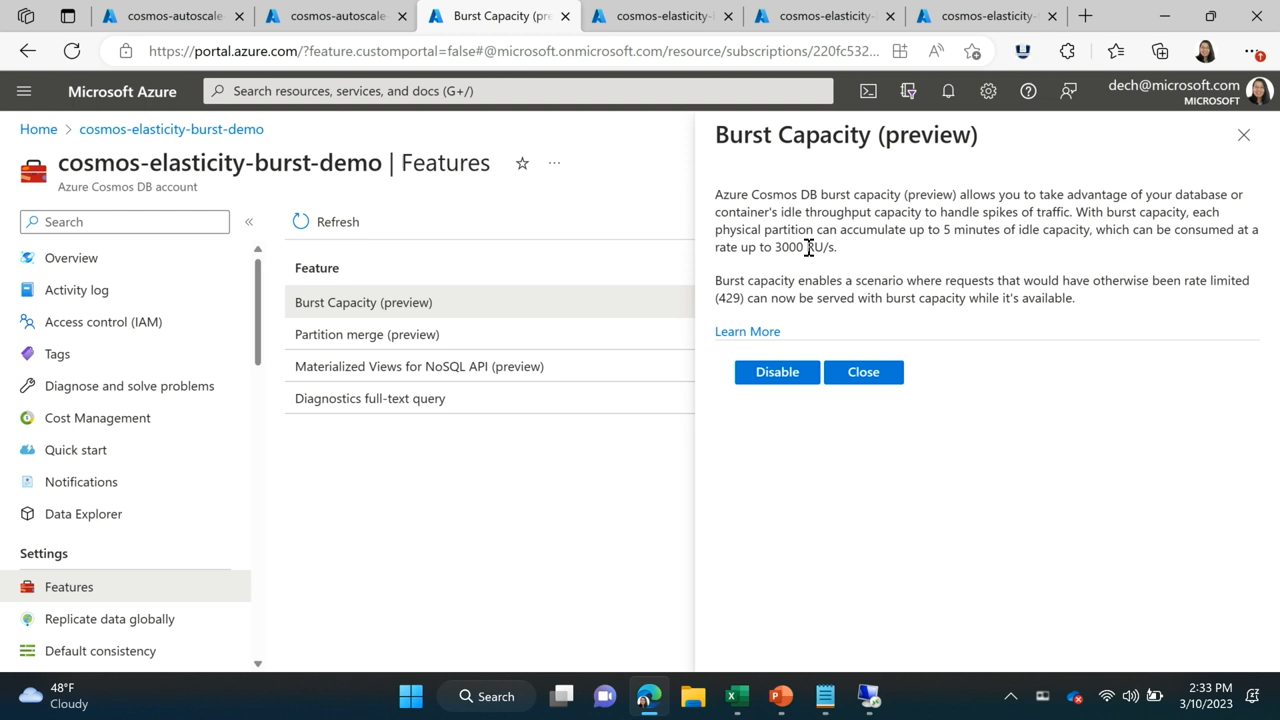 cosmos-autoscale-
cosmos-autoscale-
Burst Capacity (pr
cosmos-elasticity-
cosmos-elasticity-
cosmos-elasticity-
https://portal.azure.com/?feature.customportal=false#@microsoft.onmicrosoft.com/resource/subscriptions/220fc532...
Microsoft Azure
Search resources, services, and docs (G+/)
dech@microsoft.com
MICROSOFT
Home > cosmos-elasticity-burst-demo
cosmos-elasticity-burst-demo | Features
Azure Cosmos DB account
Search
Overview
Activity log
Access control (IAM)
Tags
Diagnose and solve problems
Cost Management
Quick start
Notifications
Data Explorer
Settings
Features
Replicate data globally
Default consistency
Refresh
Feature
Burst Capacity (preview)
Partition merge (preview)
Materialized Views for NoSQL API (preview)
Diagnostics full-text query
Burst Capacity (preview)
Azure Cosmos DB burst capacity (preview) allows you to take advantage of your database or
container's idle throughput capacity to handle spikes of traffic. With burst capacity, each
physical partition can accumulate up to 5 minutes of idle capacity, which can be consumed at a
rate up to 3000 RU/s.
Burst capacity enables a scenario where requests that would have otherwise been rate limited
(429) can now be served with burst capacity while it's available.
Learn More
Disable
Close
48°F
Cloudy
Search
2:33 PM
3/10/2023